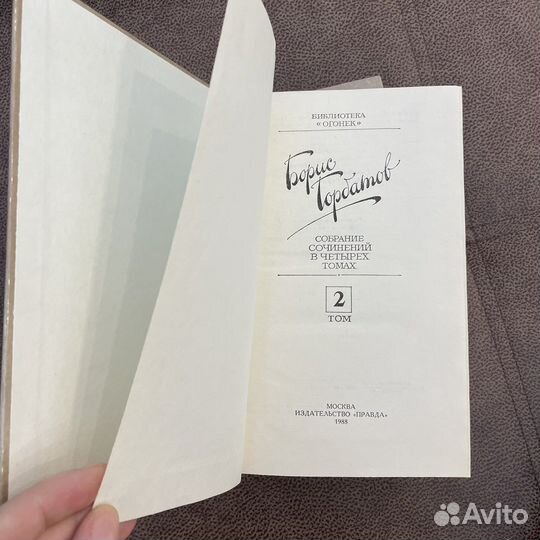 БИБЛИОТЕКА
«ОГОНЕК»
Борис
Горбатов
СОБРАНИЕ
СОЧИНЕНИЙ
В ЧЕТЫРЕХ
ТОМАХ
2
ТОМ
МОСКВА
ИЗДАТЕЛЬСТВО «ПРАВДА»
1988
Avito